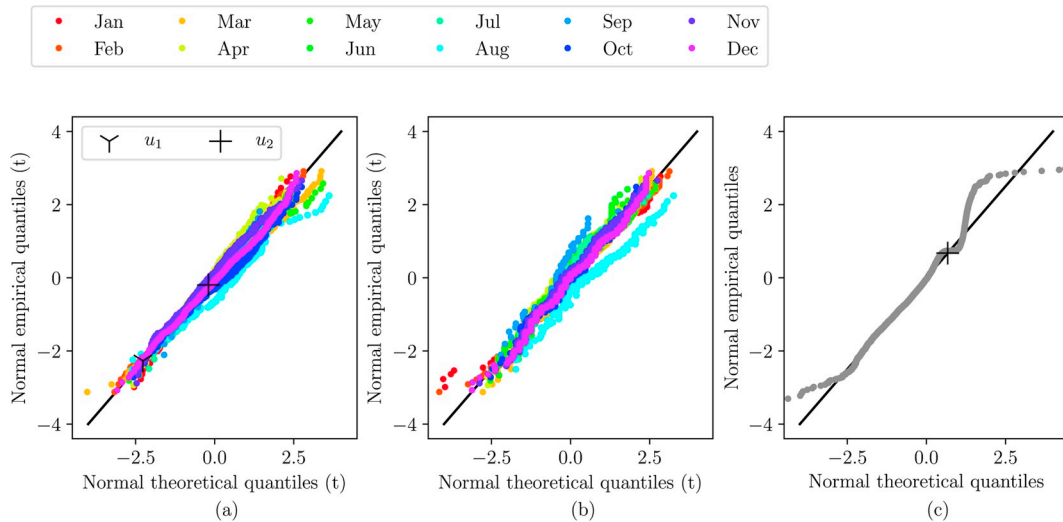 Jan Mar May Jul Sep Nov
Feb Apr Jun Aug Oct Dec
Normal empirical quantiles (t)
4
2
0
−2
−4
u1 u2
−2.5 0.0 2.5
Normal theoretical quantiles (t)
(a)
Normal empirical quantiles (t)
4
2
0
−2
−4
−2.5 0.0 2.5
Normal theoretical quantiles (t)
(b)
Normal empirical quantiles
4
2
0
−2
−4
−2.5 0.0 2.5
Normal theoretical quantiles
(c)